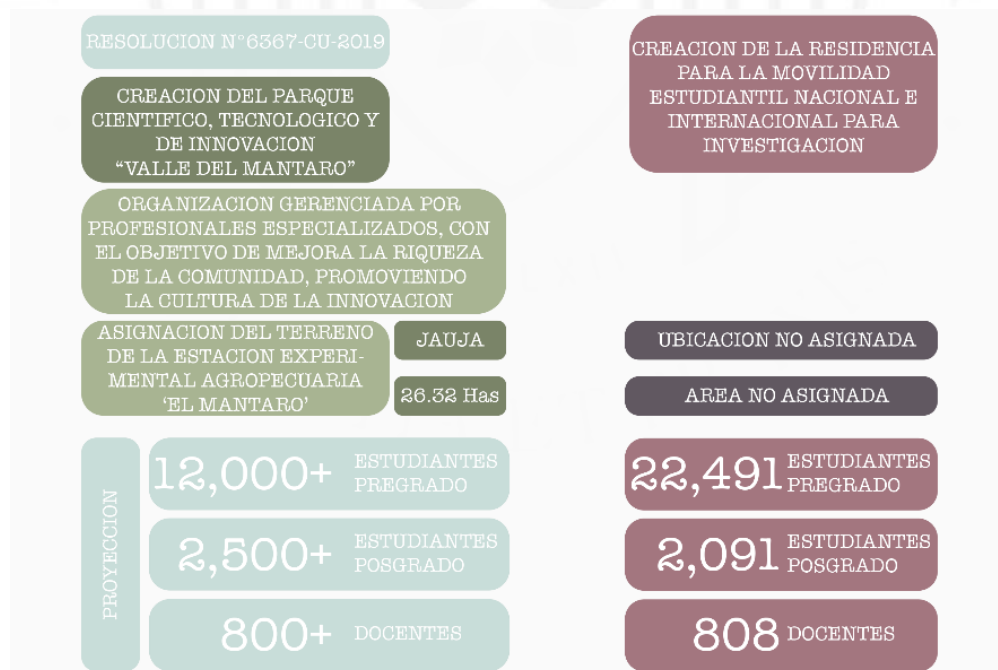 RESOLUCION N°6367-CU-2019
CREACION DEL PARQUE
CIENTIFICO, TECNOLOGICO Y
DE INNOVACION
“VALLE DEL MANTARO”
ORGANIZACION GERENCIADA POR
PROFESIONALES ESPECIALIZADOS, CON
EL OBJETIVO DE MEJORA LA RIQUEZA
DE LA COMUNIDAD, PROMOVIENDO
LA CULTURA DE LA INNOVACION
ASIGNACION DEL TERRENO
DE LA ESTACION EXPERI-
MENTAL AGROPECUARIA
‘EL MANTARO’
JAUJA
26.32 Has
PROYECCION
12,000+
ESTUDIANTES
PREGRADO
2,500+
ESTUDIANTES
POSGRADO
800+
DOCENTES
CREACION DE LA RESIDENCIA
PARA LA MOVILIDAD
ESTUDIANTIL NACIONAL E
INTERNACIONAL PARA
INVESTIGACION
UBICACION NO ASIGNADA
AREA NO ASIGNADA
22,491
ESTUDIANTES
PREGRADO
2,091
ESTUDIANTES
POSGRADO
808
DOCENTES